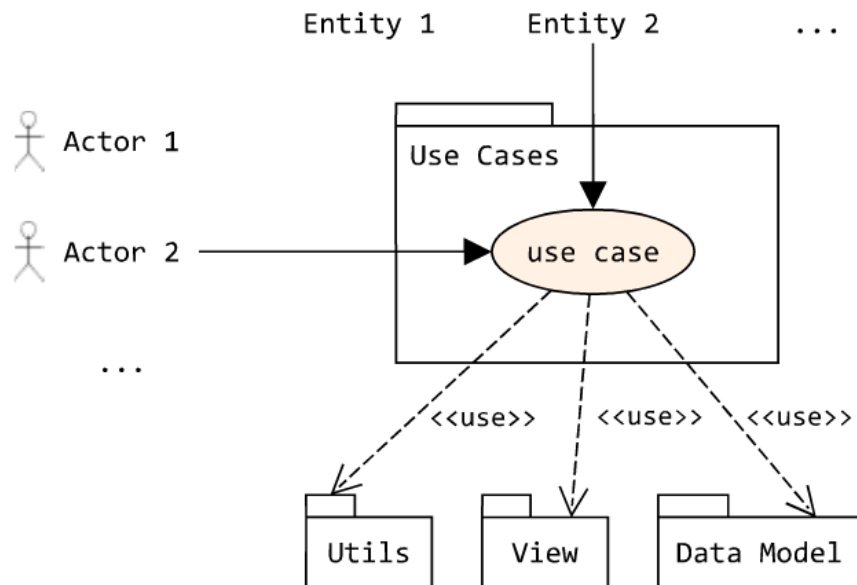 Entity 1 Entity 2 ...
Actor 1
Use Cases
Actor 2
use case
...
<<use>> <<use>> <<use>>
Utils View Data Model